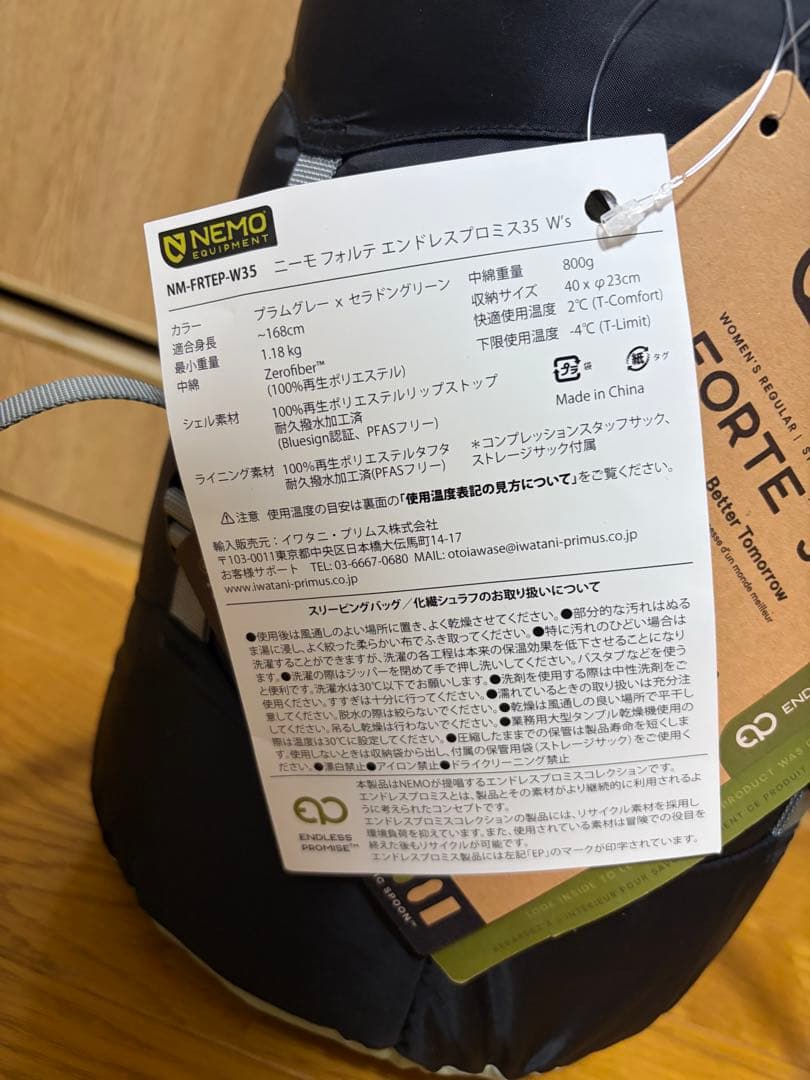 NEMO
EQUIPMENT
NM-FRTEP-W35 ニーモ フォルテ エンドレスプロミス35 W's
カラー プラムグレー × セラドングリーン
適合身長 ~168cm
最小重量 1.18 kg
中綿 Zerofiber™
(100%再生ポリエステル)
シェル素材 100%再生ポリエステルリップストップ
耐久撥水加工済
(Bluesign認証、PFASフリー)
ライニング素材 100%再生ポリエステルタフタ
耐久撥水加工済(PFASフリー)
中綿重量 800g
収納サイズ 40 x φ23cm
快適使用温度 2℃ (T-Comfort)
下限使用温度 -4℃ (T-Limit)
プラ 袋 紙 タグ
Made in China
*コンプレッションスタッフサック、
ストレージサック付属
⚠注意 使用温度の目安は裏面の「使用温度表記の見方について」をご覧ください。
輸入販売元：イワタニ・プリムス株式会社
〒103-0011東京都中央区日本橋大伝馬町14-17
お客様サポート TEL: 03-6667-0680 MAIL: otoiawase@iwatani-primus.co.jp
www.iwatani-primus.co.jp
スリーピングバッグ/化繊シュラフのお取り扱いについて
●使用後は風通しのよい場所に置き、よく乾燥させてください。●部分的な汚れはぬる
ま湯に浸し、よく絞った柔らかい布でふき取ってください。●特に汚れのひどい場合は
洗濯することができますが、洗濯の各工程は本来の保温効果を低下させることになり
ます。●洗濯の際はジッパーを閉めて手で押し洗いしてください。バスタブなどを使う
と便利です。洗濯水は30℃以下でお願いします。●洗剤を使用する際は中性洗剤をご
使用ください。すすぎは十分に行ってください。●濡れているときの取り扱いは充分注
意してください。脱水の際は絞らないでください。●乾燥は風通しの良い場所で平干し
してください。吊るし乾燥は行わないでください。●業務用大型タンブル乾燥機使用の
際は温度は30℃に設定してください。●圧縮したままでの保管は製品寿命を短くしま
す。使用しないときは収納袋から出し、付属の保管用袋(ストレージサック)をご使用く
ださい。●漂白禁止●アイロン禁止●ドライクリーニング禁止
ENDLESS
PROMISE™
本製品はNEMOが提唱するエンドレスプロミスコレクションです。
エンドレスプロミスとは、製品とその素材がより継続的に利用されるよ
うに考えられたコンセプトです。
エンドレスプロミスコレクションの製品には、リサイクル素材を採用し
環境負荷を抑えています。また、使用されている素材は冒険での役目を
終えた後もリサイクルが可能です。
エンドレスプロミス製品には左記「EP」のマークが印字されています。
WOMEN'S REGULAR |
FORTE
Better Tomorrow
d'un monde meilleur
PRODUCT WAS
CE PRODUIT
LOOK INSIDE TO
SPOON™